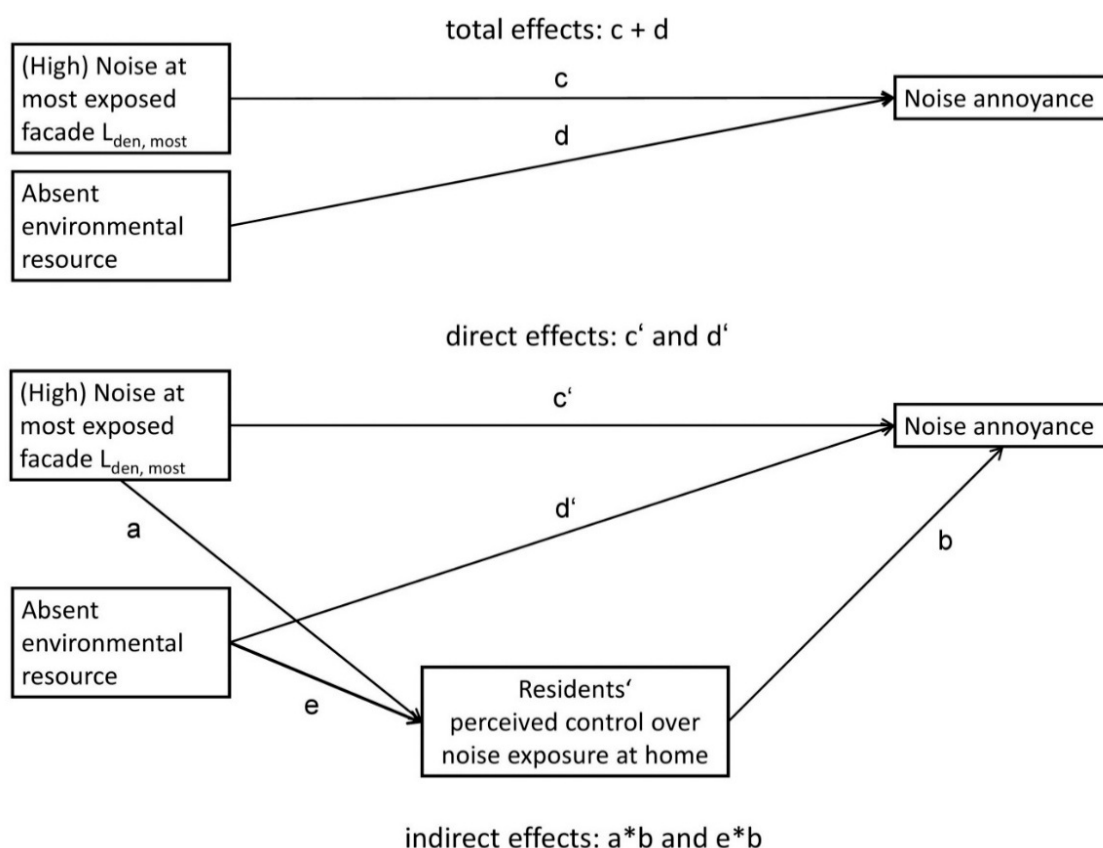 total effects: c + d
(High) Noise at
most exposed
facade Lden, most
c
Noise annoyance
d
Absent
environmental
resource
direct effects: c‘ and d‘
(High) Noise at
most exposed
facade Lden, most
c‘
Noise annoyance
a
d‘
b
Absent
environmental
resource
e
Residents‘
perceived control over
noise exposure at home
indirect effects: a*b and e*b